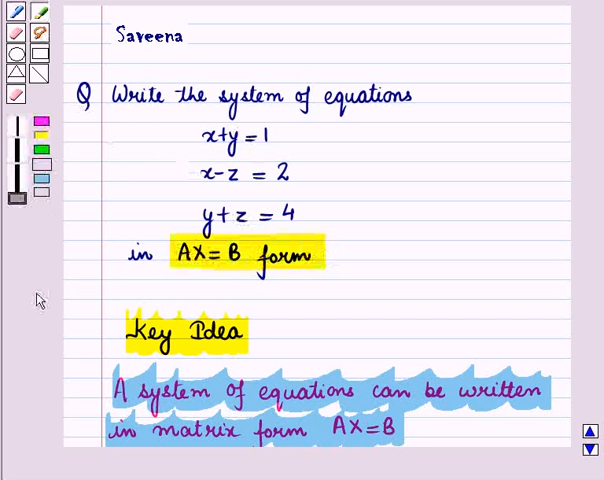 Saveena
Q Write the system of equations
x+y=1
x-z = 2
y+z = 4
in AX=B form
Key Idea
A system of equations can be written
in matrix form AX=B